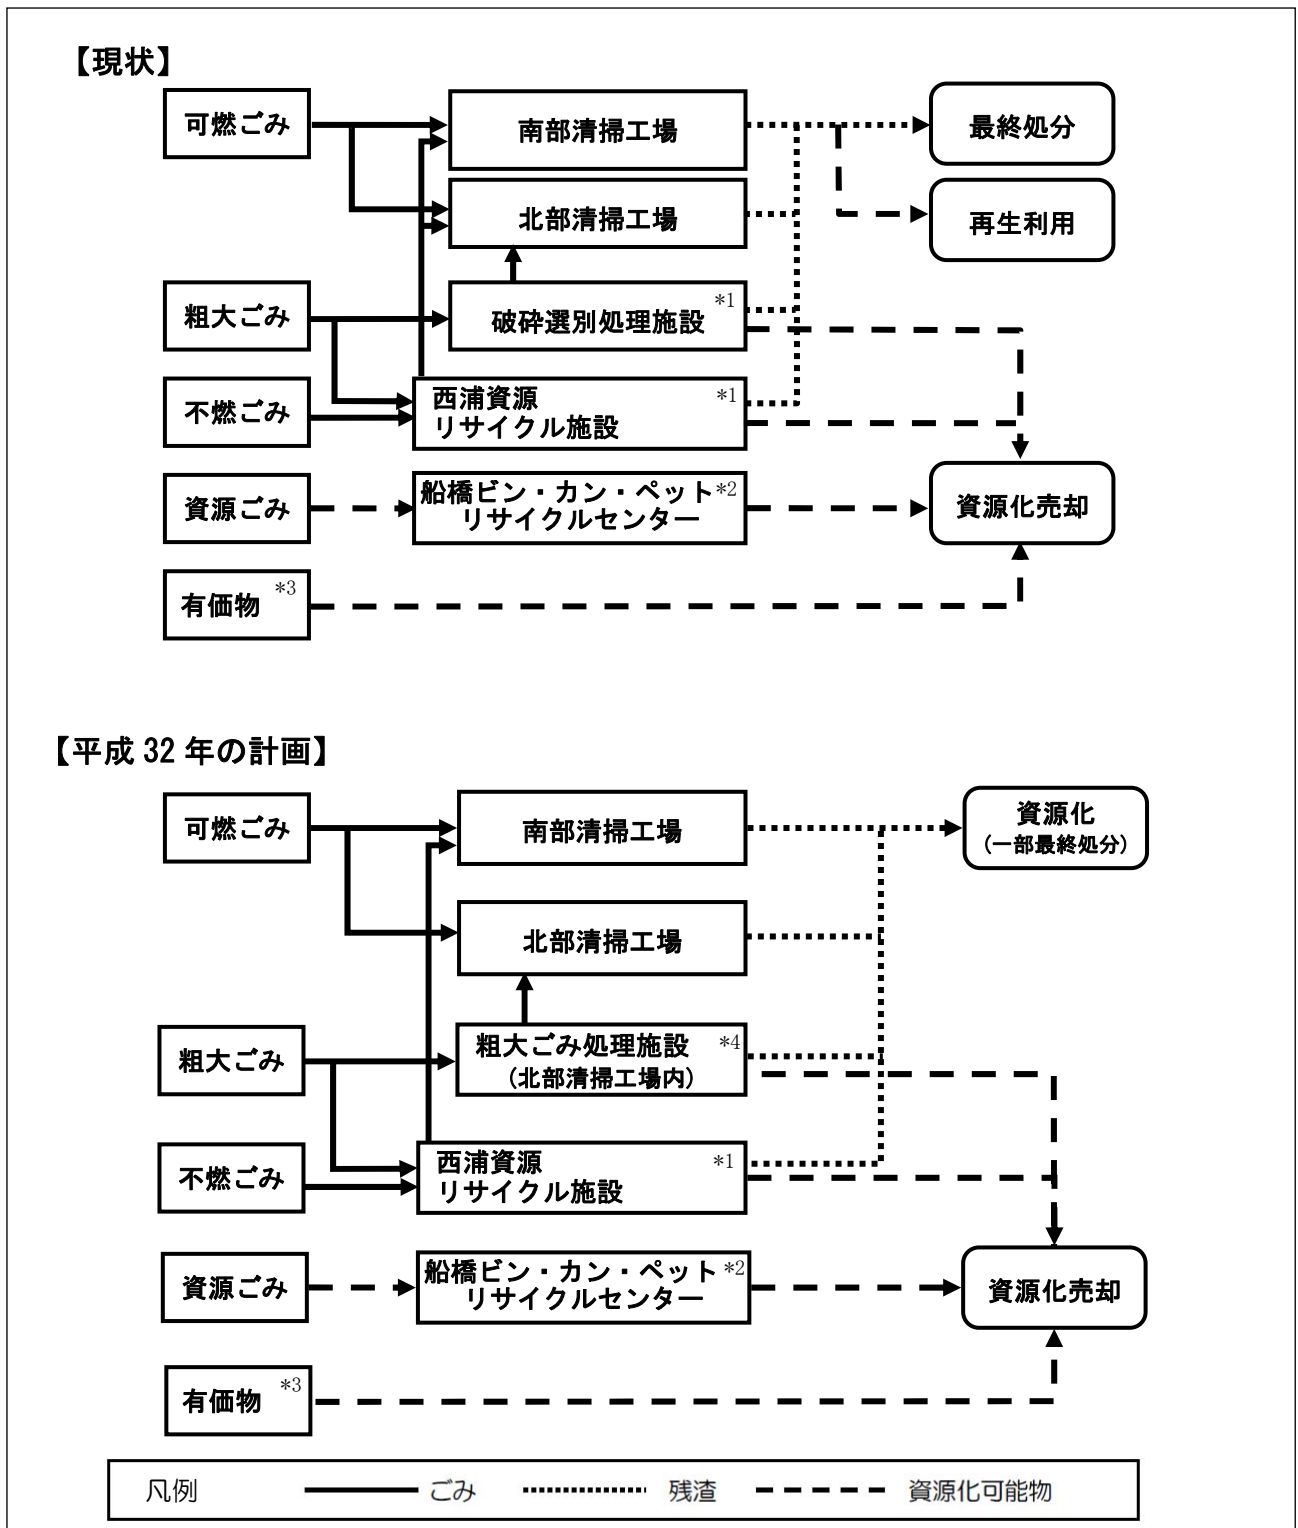 【現状】
可燃ごみ
南部清掃工場
最終処分
北部清掃工場
再生利用
粗大ごみ
破砕選別処理施設 *1
不燃ごみ
西浦資源 *1
リサイクル施設
資源ごみ
船橋ビン・カン・ペット *2
リサイクルセンター
資源化売却
有価物 *3
【平成 32 年の計画】
可燃ごみ
南部清掃工場
資源化
(一部最終処分)
北部清掃工場
粗大ごみ
粗大ごみ処理施設 *4
(北部清掃工場内)
不燃ごみ
西浦資源 *1
リサイクル施設
資源ごみ
船橋ビン・カン・ペット *2
リサイクルセンター
資源化売却
有価物 *3
凡例 ごみ 残渣 資源化可能物